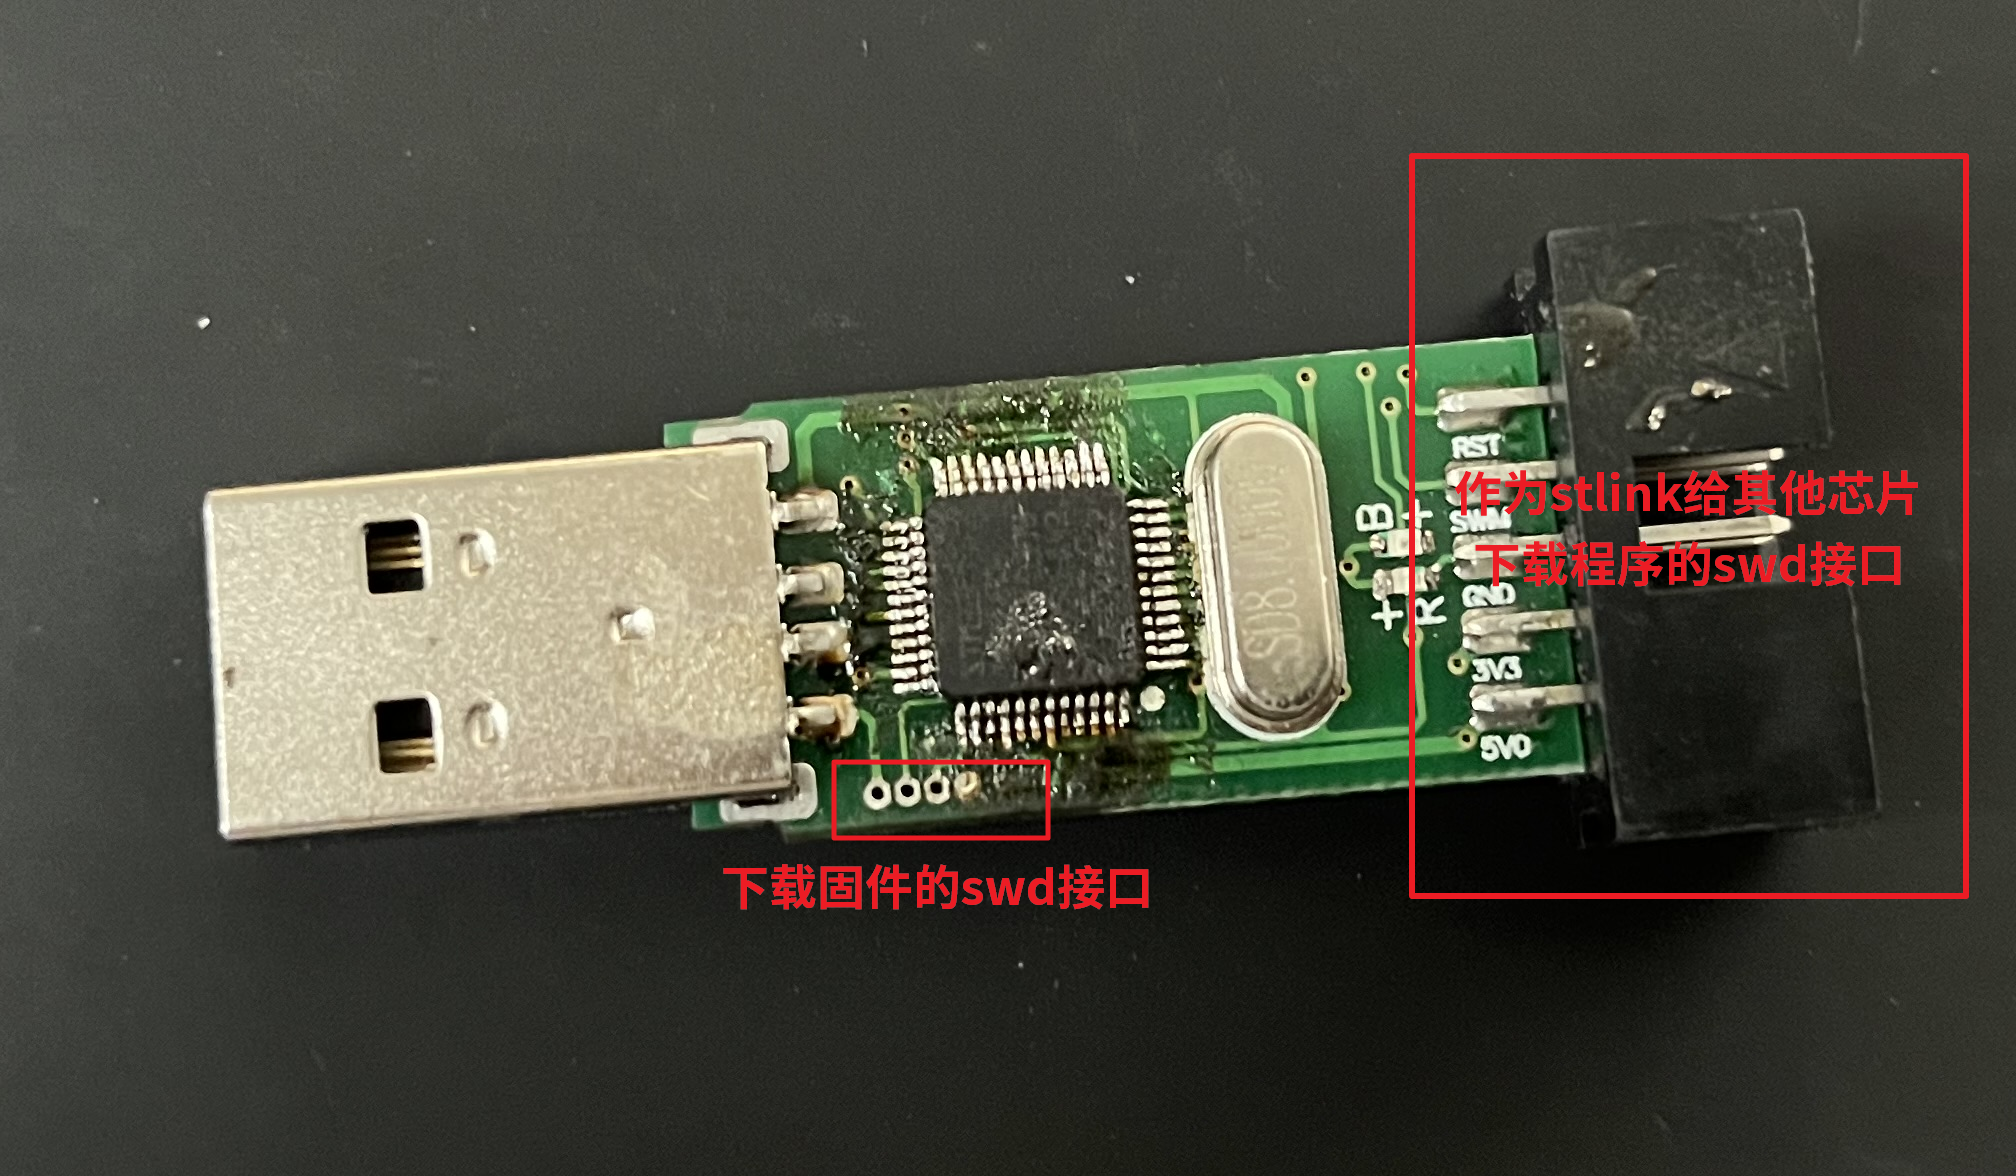 RST
作为stlink给其他芯片
SWM
下载程序的swd接口
GND
3V3
5V0
B
+
+
R
下载固件的swd接口